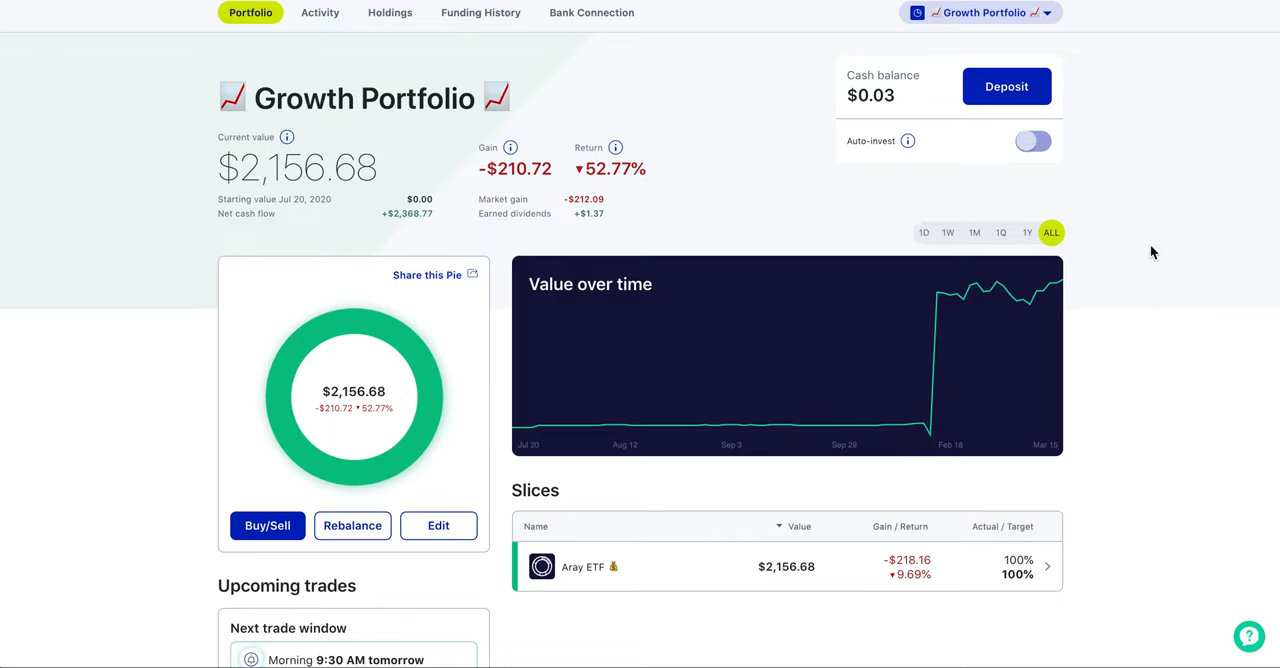 Portfolio Activity Holdings Funding History Bank Connection 📈 Growth Portfolio 📈
📈 Growth Portfolio 📈
Cash balance
$0.03
Deposit
Auto-invest
Current value
$2,156.68
Starting value Jul 20, 2020 $0.00
Net cash flow +$2,368.77
Gain
-$210.72
Return
▼52.77%
Market gain -$212.09
Earned dividends +$1.37
1D 1W 1M 1Q 1Y ALL
Share this Pie
$2,156.68
-$210.72 ▼52.77%
Buy/Sell Rebalance Edit
Value over time
Jul 20 Aug 12 Sep 3 Sep 29 Feb 18 Mar 15
Slices
Name ▼ Value Gain / Return Actual / Target
Aray ETF 💰 $2,156.68 -$218.16 100%
▼9.69% 100%
Upcoming trades
Next trade window
Morning 9:30 AM tomorrow